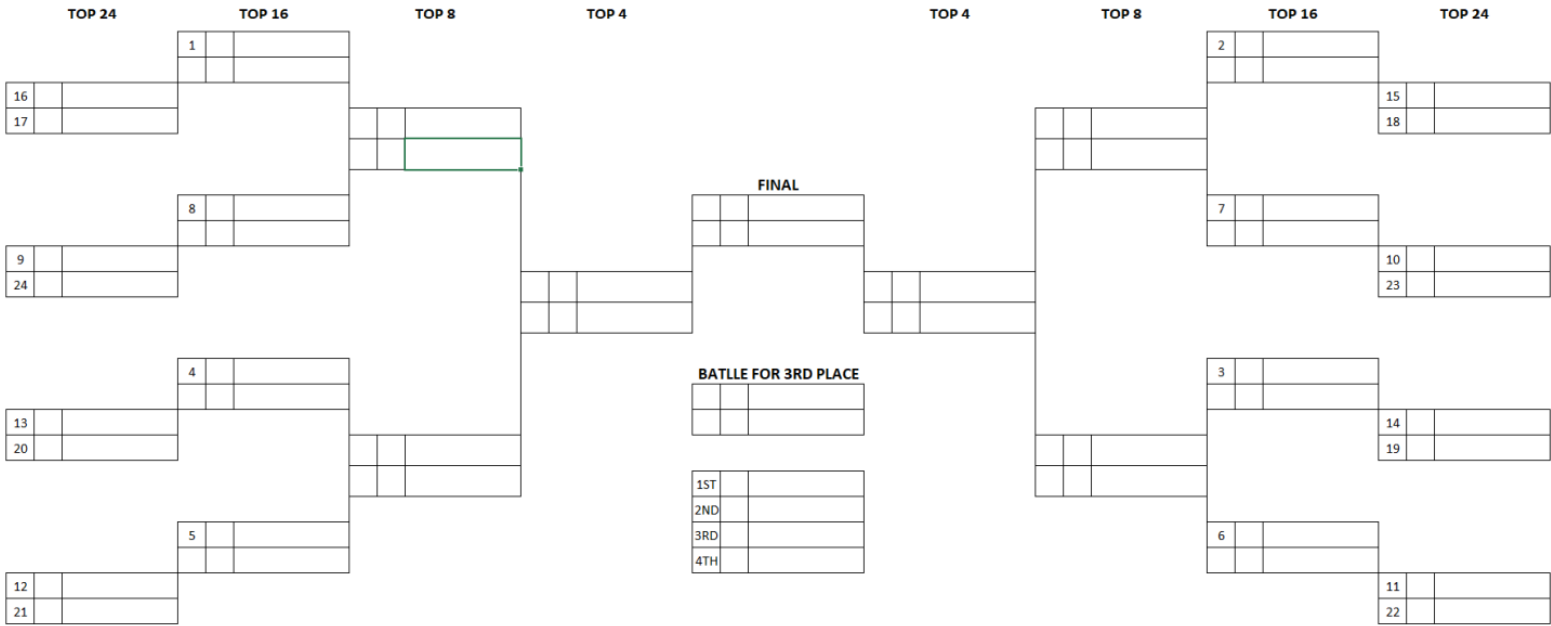 TOP 24 TOP 16 TOP 8 TOP 4 TOP 4 TOP 8 TOP 16 TOP 24
1 2
16 15
17 18
FINAL
8 7
9 10
24 23
4 BATLLE FOR 3RD PLACE 3
13 14
20 19
1ST
2ND
5 3RD 6
4TH
12 11
21 22